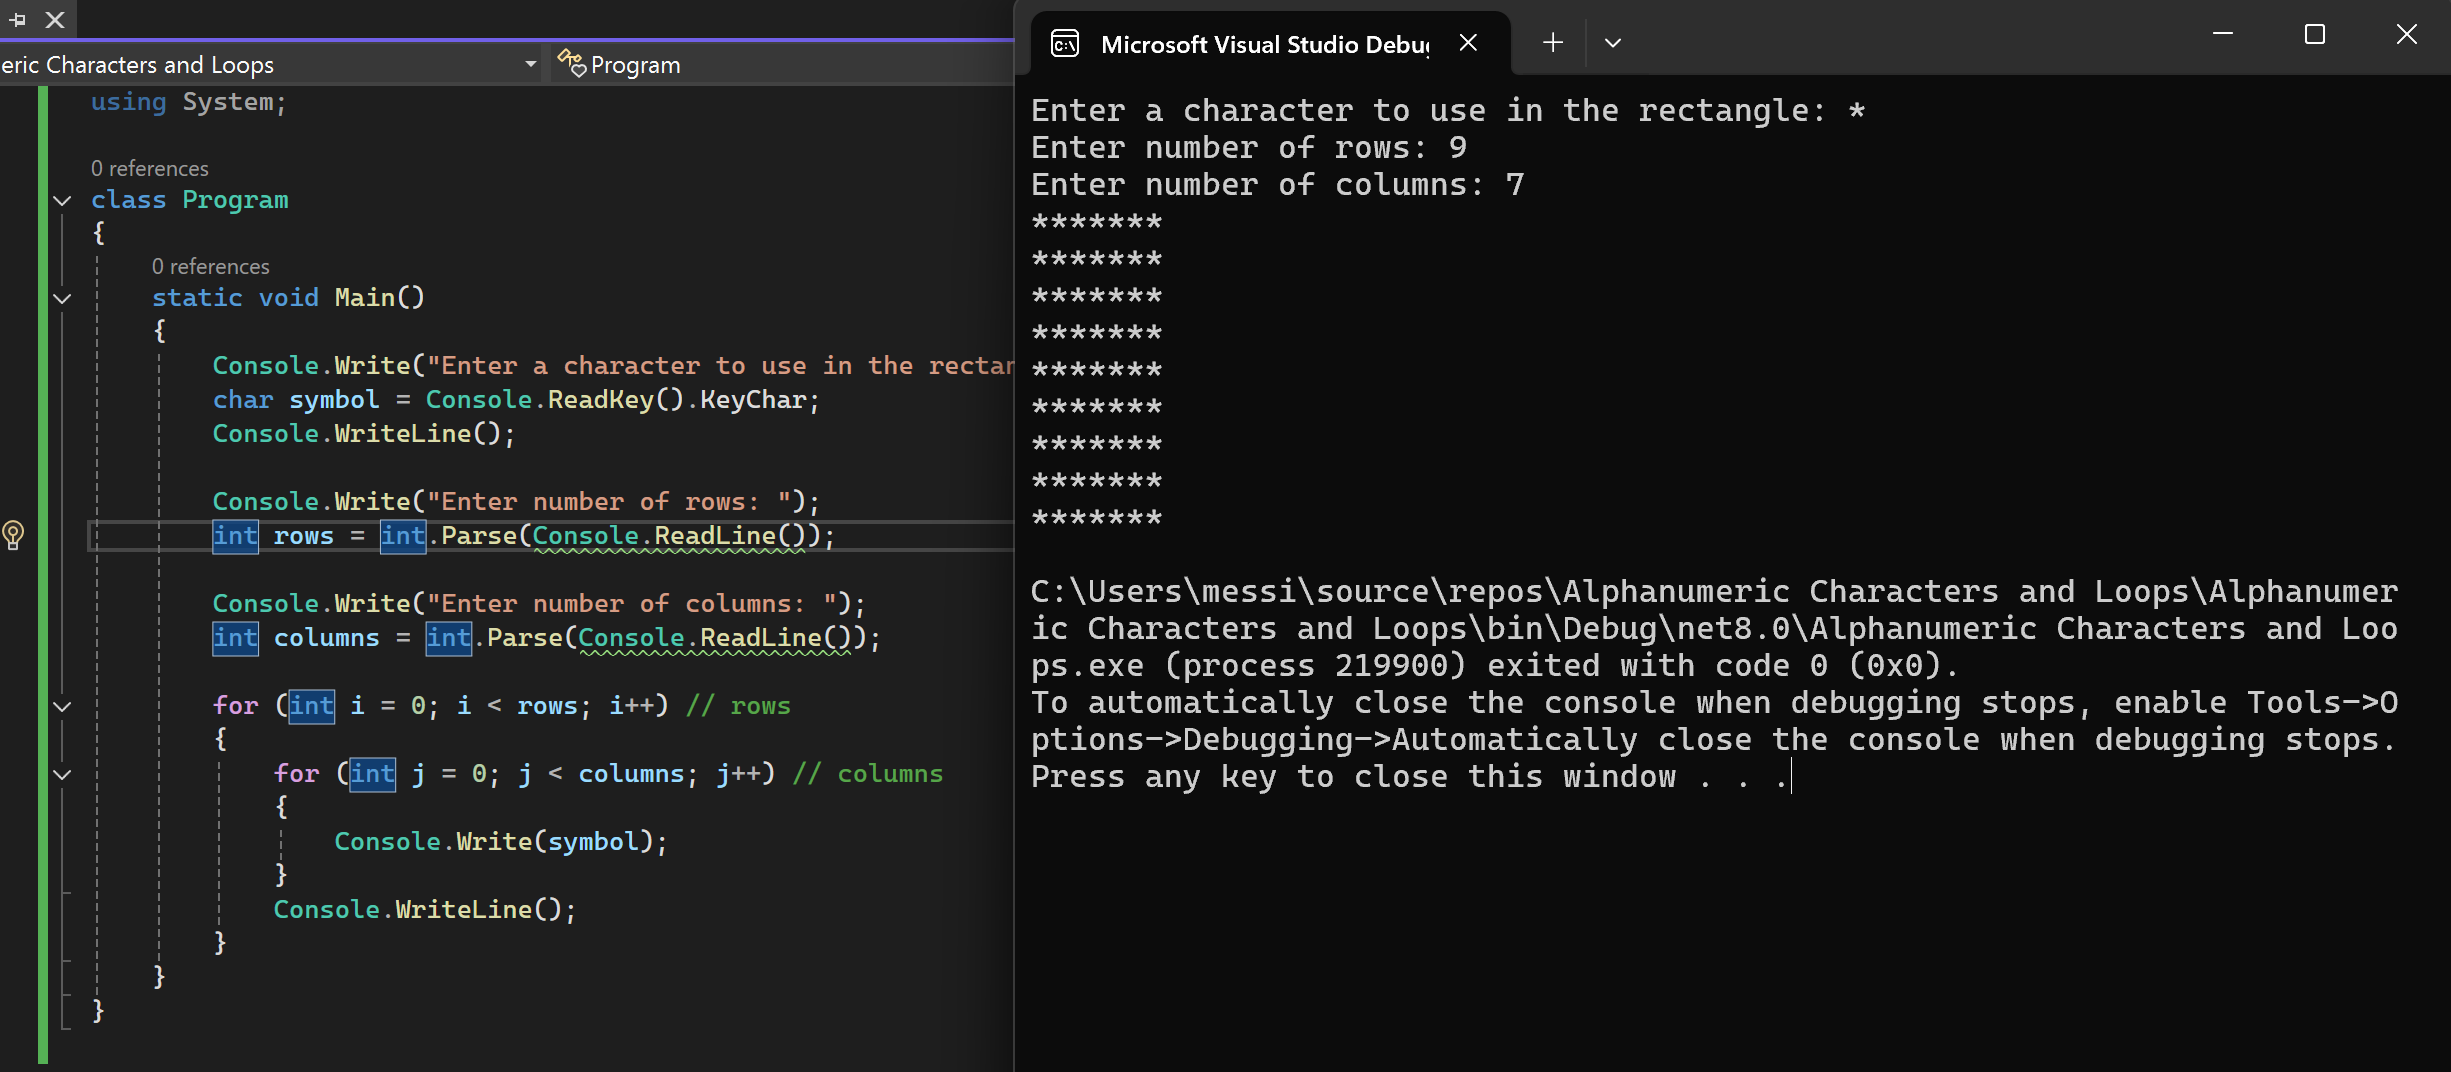 eric Characters and Loops
Program
using System;
0 references
class Program
{
0 references
static void Main()
{
Console.Write("Enter a character to use in the rectan
char symbol = Console.ReadKey().KeyChar;
Console.WriteLine();
Console.Write("Enter number of rows: ");
int rows = int.Parse(Console.ReadLine());
Console.Write("Enter number of columns: ");
int columns = int.Parse(Console.ReadLine());
for (int i = 0; i < rows; i++) // rows
{
for (int j = 0; j < columns; j++) // columns
{
Console.Write(symbol);
}
Console.WriteLine();
}
}
}
Microsoft Visual Studio Debu
Enter a character to use in the rectangle: *
Enter number of rows: 9
Enter number of columns: 7
*******
*******
*******
*******
*******
*******
*******
*******
*******
C:\Users\messi\source\repos\Alphanumeric Characters and Loops\Alphanumer
ic Characters and Loops\bin\Debug\net8.0\Alphanumeric Characters and Loo
ps.exe (process 219900) exited with code 0 (0x0).
To automatically close the console when debugging stops, enable Tools->O
ptions->Debugging->Automatically close the console when debugging stops.
Press any key to close this window . . .